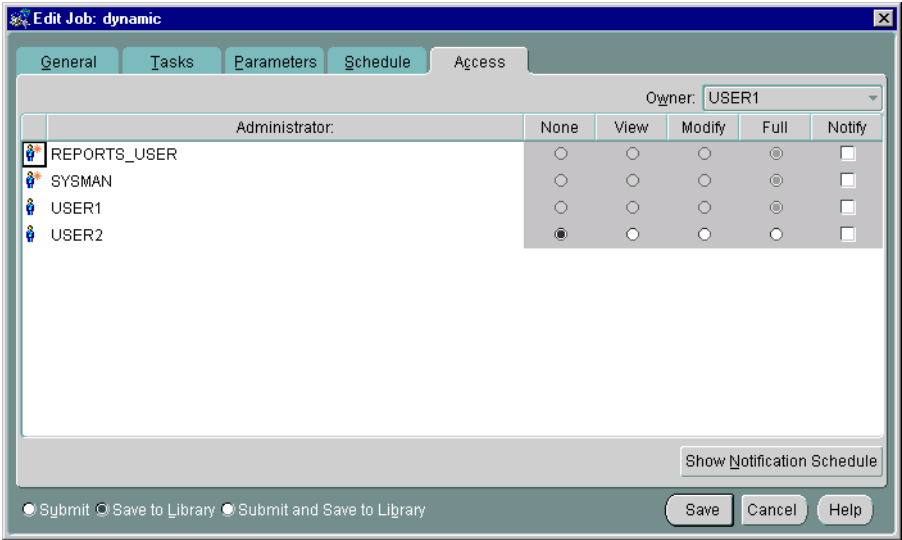 Edit Job: dynamic
General Tasks Parameters Schedule Access
Owner: USER1
Administrator: None View Modify Full Notify
REPORTS_USER
SYSMAN
USER1
USER2
Show Notification Schedule
Submit Save to Library Submit and Save to Library Save Cancel Help